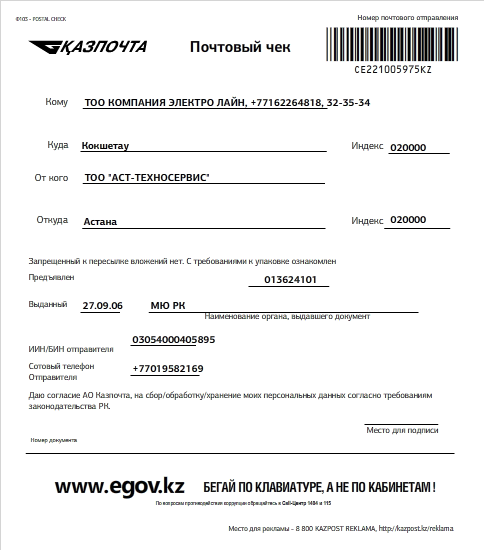 Ф103 - POSTAL CHECK
Номер почтового отправления
ҚАЗПОЧТА
Почтовый чек
CE221005975KZ
Кому ТОО КОМПАНИЯ ЭЛЕКТРО ЛАЙН, +77162264818, 32-35-34
Куда Кокшетау Индекс 020000
От кого ТОО "АСТ-ТЕХНОСЕРВИС"
Откуда Астана Индекс 020000
Запрещенный к пересылке вложений нет. С требованиями к упаковке ознакомлен
Предъявлен 013624101
Выданный 27.09.06 МЮ РК
Наименование органа, выдавшего документ
ИИН/БИН отправителя 03054000405895
Сотовый телефон
Отправителя +77019582169
Даю согласие АО Казпочта, на сбор/обработку/хранение моих персональных данных согласно требованиям
законодательства РК.
Место для подписи
Номер документа
www.egov.kz БЕГАЙ ПО КЛАВИАТУРЕ, А НЕ ПО КАБИНЕТАМ !
По вопросам противодействия коррупции обращайтесь в Call-Центр 1494 и 115
Место для рекламы - 8 800 KAZPOST REKLAMA, http://kazpost.kz/reklama